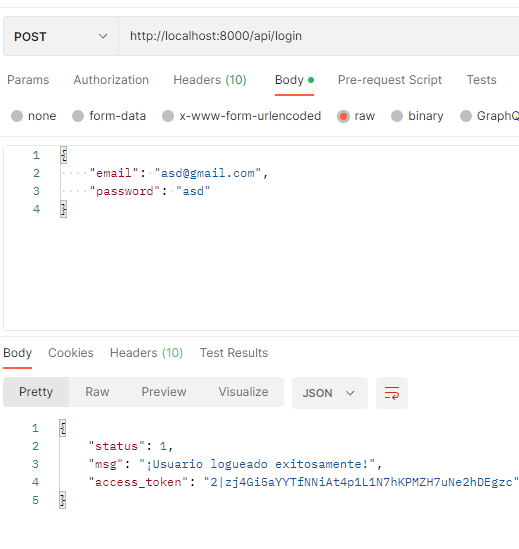 POST http://localhost:8000/api/login
Params Authorization Headers (10) Body Pre-request Script Tests
none form-data x-www-form-urlencoded raw binary GraphQ
1 {
2 "email": "asd@gmail.com",
3 "password": "asd"
4 }
Body Cookies Headers (10) Test Results
Pretty Raw Preview Visualize JSON
1 {
2 "status": 1,
3 "msg": "¡Usuario logueado exitosamente!",
4 "access_token": "2|zj4Gi5aYYTfNNiAt4p1L1N7hKPMZH7uNe2hDEgzc"
5 }